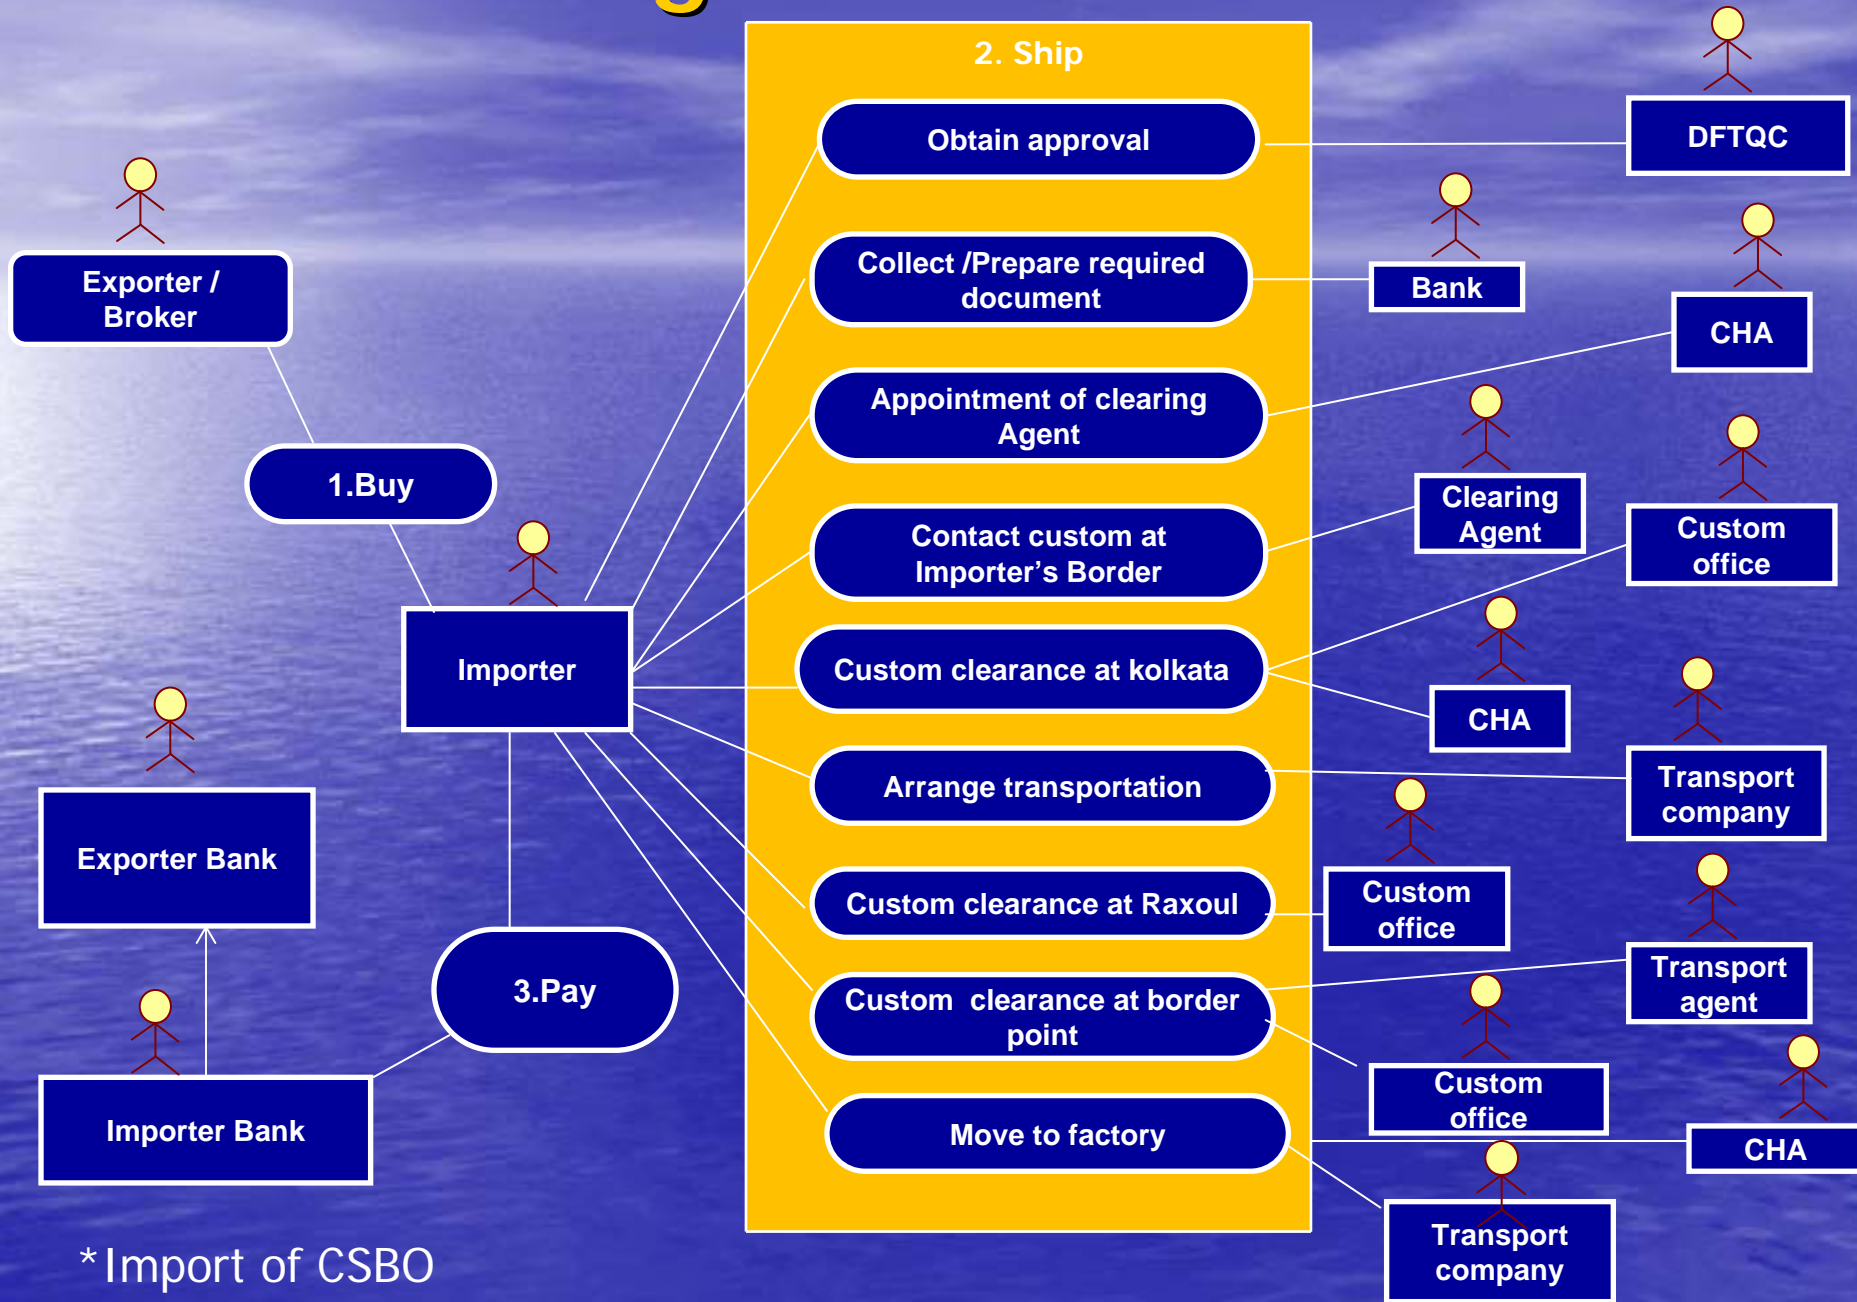 2. Ship
Obtain approval
DFTQC
Exporter /
Broker
Collect /Prepare required
document
Bank
CHA
Appointment of clearing
Agent
1.Buy
Clearing
Agent
Contact custom at
Importer's Border
Custom
office
Importer
Custom clearance at kolkata
CHA
Arrange transportation
Transport
company
Exporter Bank
Custom clearance at Raxoul
Custom
office
3.Pay
Custom  clearance at border
point
Transport
agent
Custom
office
Importer Bank
Move to factory
CHA
Transport
company
*Import of CSBO